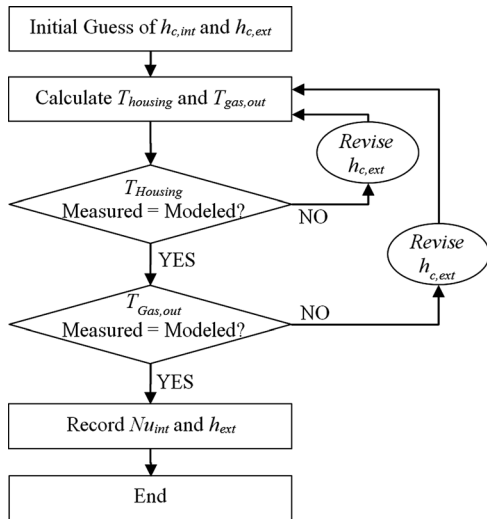 Initial Guess of h_c,int and h_c,ext
Calculate T_housing and T_gas,out
Revise
h_c,ext
T_Housing
Measured = Modeled?
NO
YES
Revise
h_c,ext
T_Gas,out
Measured = Modeled?
NO
YES
Record Nu_int and h_ext
End